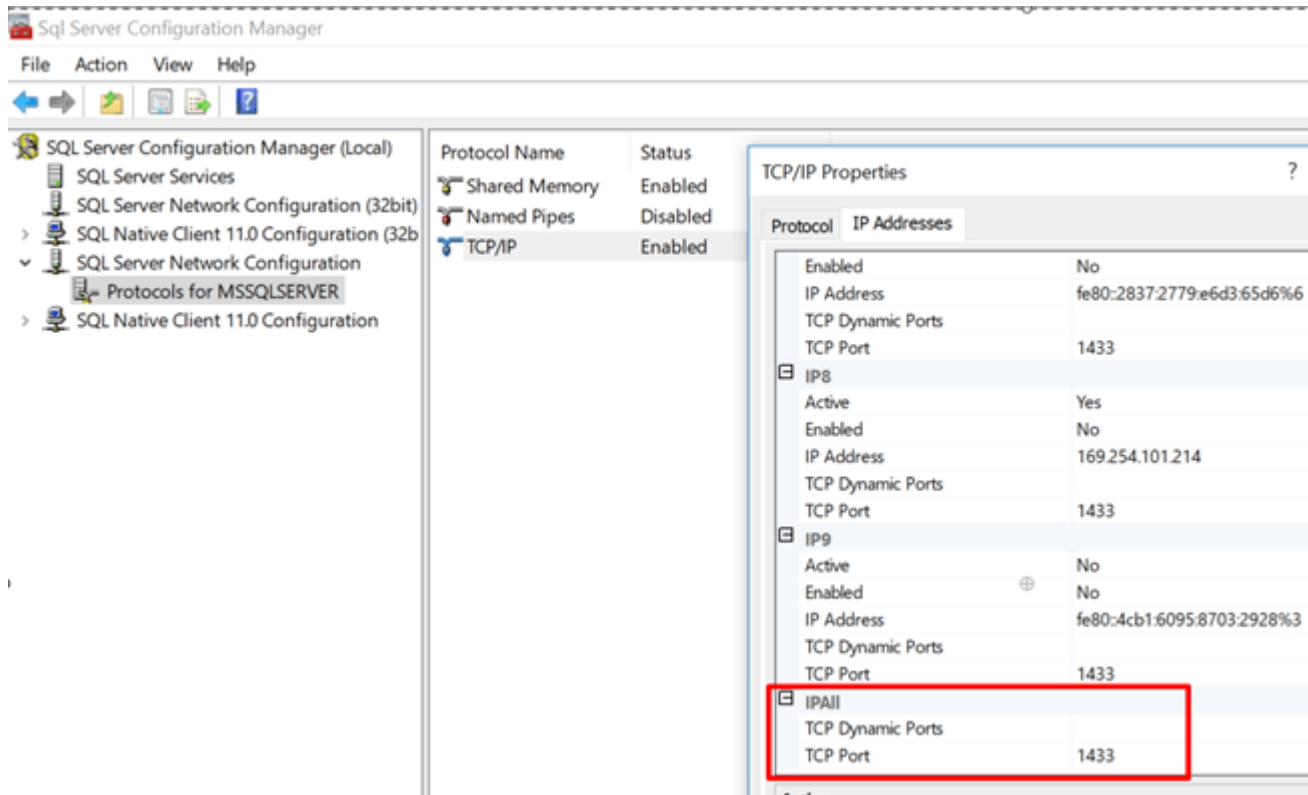 Sql Server Configuration Manager
File Action View Help
SQL Server Configuration Manager (Local)
SQL Server Services
SQL Server Network Configuration (32bit)
SQL Native Client 11.0 Configuration (32b
SQL Server Network Configuration
Protocols for MSSQLSERVER
SQL Native Client 11.0 Configuration
Protocol Name Status
Shared Memory Enabled
Named Pipes Disabled
TCP/IP Enabled
TCP/IP Properties ?
Protocol IP Addresses
Enabled No
IP Address fe80::2837:2779:e6d3:65d6%6
TCP Dynamic Ports
TCP Port 1433
IP8
Active Yes
Enabled No
IP Address 169.254.101.214
TCP Dynamic Ports
TCP Port 1433
IP9
Active No
Enabled No
IP Address fe80::4cb1:6095:8703:2928%3
TCP Dynamic Ports
TCP Port 1433
IPAll
TCP Dynamic Ports
TCP Port 1433